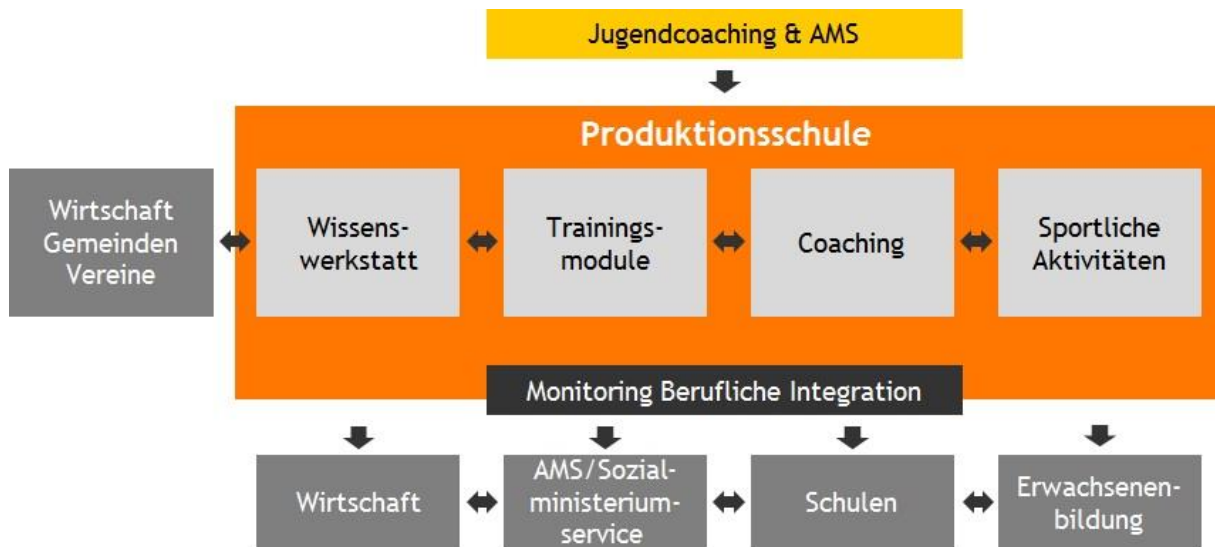 Jugendcoaching & AMS
Produktionsschule
Wirtschaft
Gemeinden
Vereine
Wissens-
werkstatt
Trainings-
module
Coaching
Sportliche
Aktivitäten
Monitoring Berufliche Integration
Wirtschaft
AMS/Sozial-
ministerium-
service
Schulen
Erwachsenen-
bildung